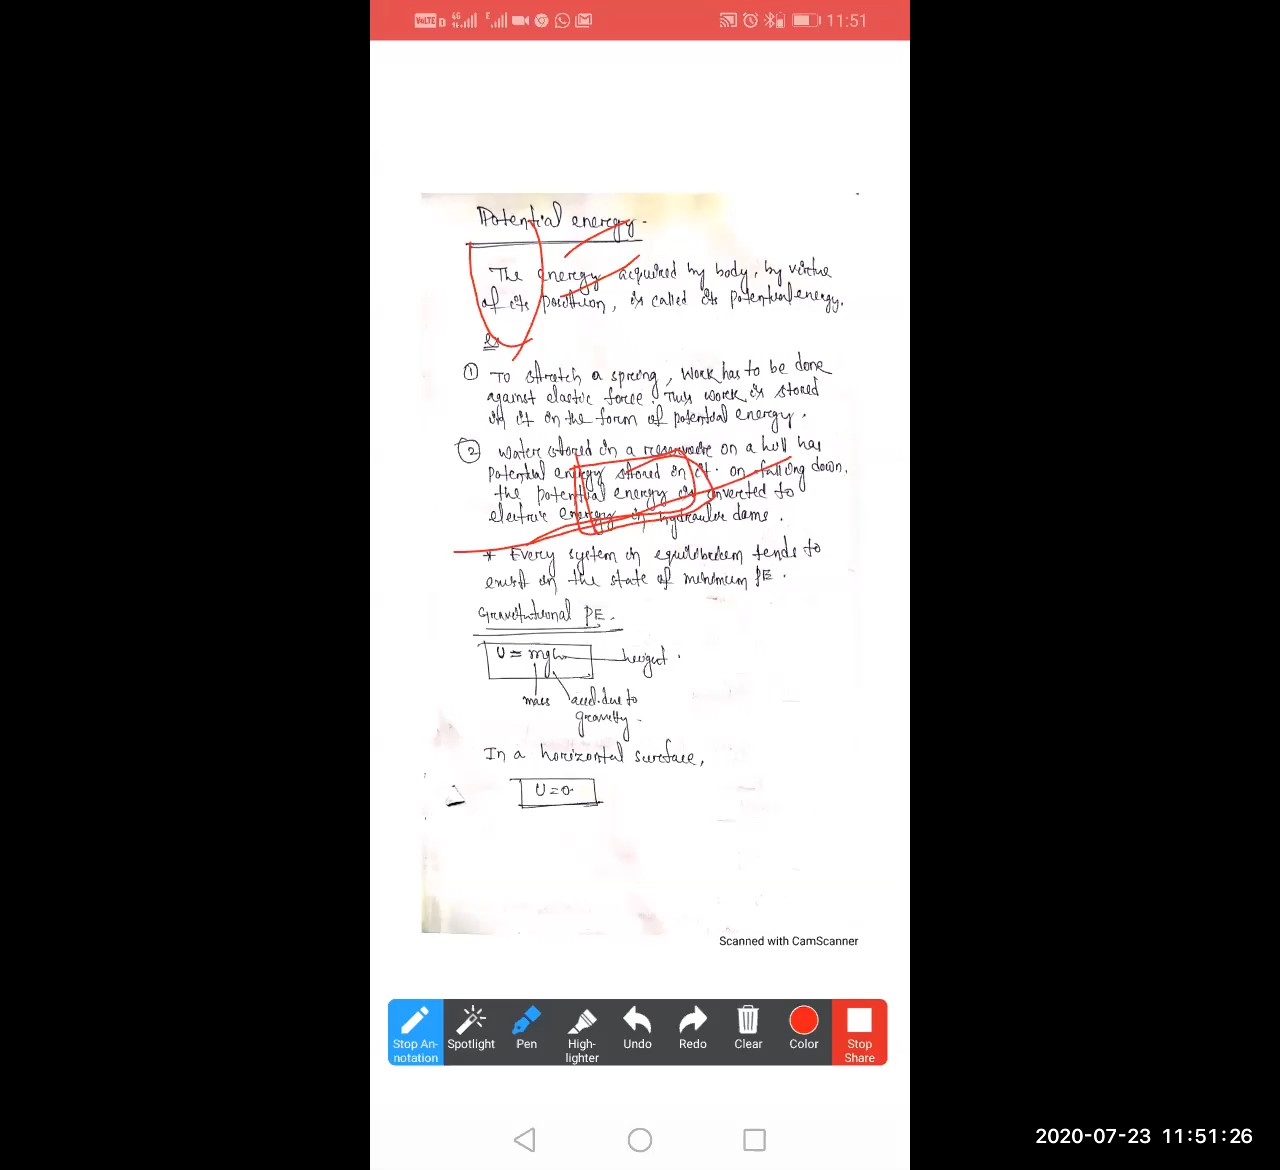 VoLTE 4G E 11:51
Potential energy.
The energy acquired by body, by virtue
of its position, is called its potential energy.
Ex
① To stretch a spring, work has to be done
against elastic force. This work is stored
in it on the form of potential energy.
② Water stored in a on a hill has
potential energy stored in it. on falling down,
the potential energy is converted to
electric energy in hydraulic dams.
* Every system in equilibrium tends to
exist in the state of minimum PE.
Gravitational PE.
U = mgh height.
mass accl. due to
gravity.
In a horizontal surface,
U = 0.
Scanned with CamScanner
Stop An-
notation
Spotlight
Pen
High-
lighter
Undo
Redo
Clear
Color
Stop
Share
2020-07-23 11:51:26